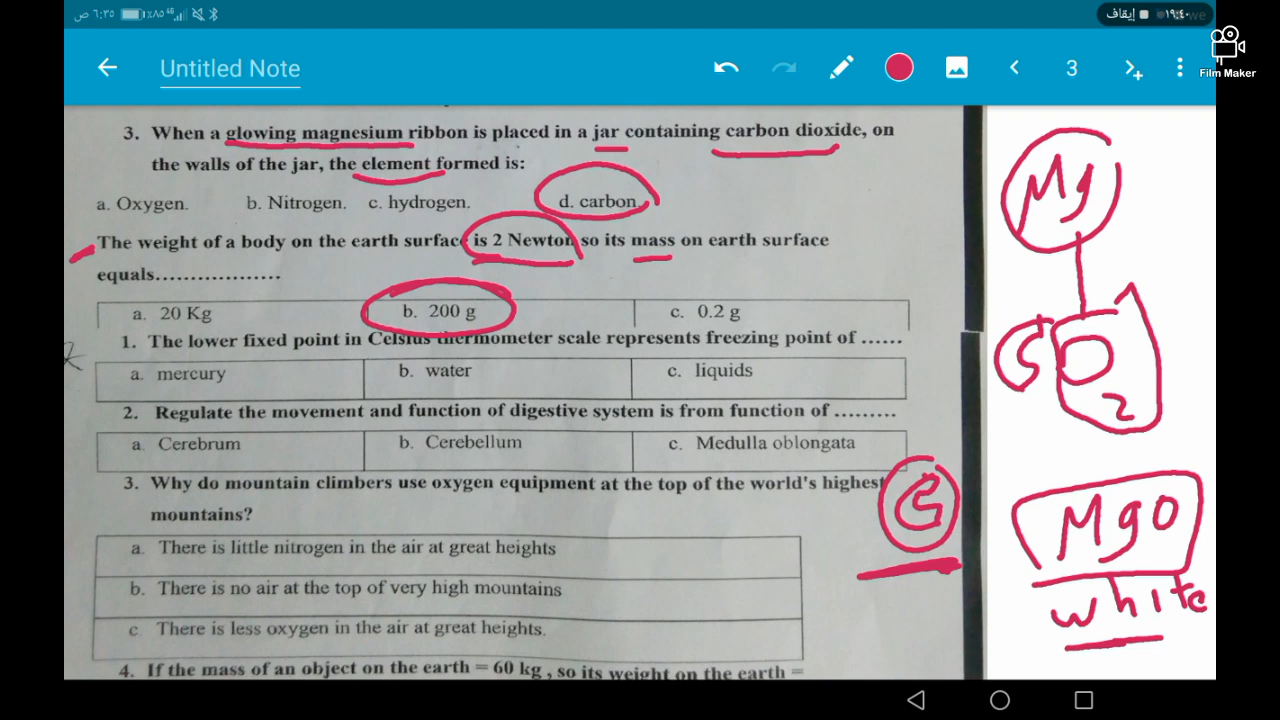 ٦:٣٥ ص
٪٨٥
4G
إيقاف
١٩:٤٠
we
Untitled Note
3
Film Maker
3. When a glowing magnesium ribbon is placed in a jar containing carbon dioxide, on
the walls of the jar, the element formed is:
a. Oxygen. b. Nitrogen. c. hydrogen. d. carbon.
The weight of a body on the earth surface is 2 Newton so its mass on earth surface
equals..................
a. 20 Kg b. 200 g c. 0.2 g
1. The lower fixed point in Celsius thermometer scale represents freezing point of ......
a. mercury b. water c. liquids
2. Regulate the movement and function of digestive system is from function of .........
a. Cerebrum b. Cerebellum c. Medulla oblongata
3. Why do mountain climbers use oxygen equipment at the top of the world's highest
mountains?
a. There is little nitrogen in the air at great heights
b. There is no air at the top of very high mountains
c. There is less oxygen in the air at great heights.
4. If the mass of an object on the earth = 60 kg , so its weight on the earth =
Mg
C O 2
C
MgO
white